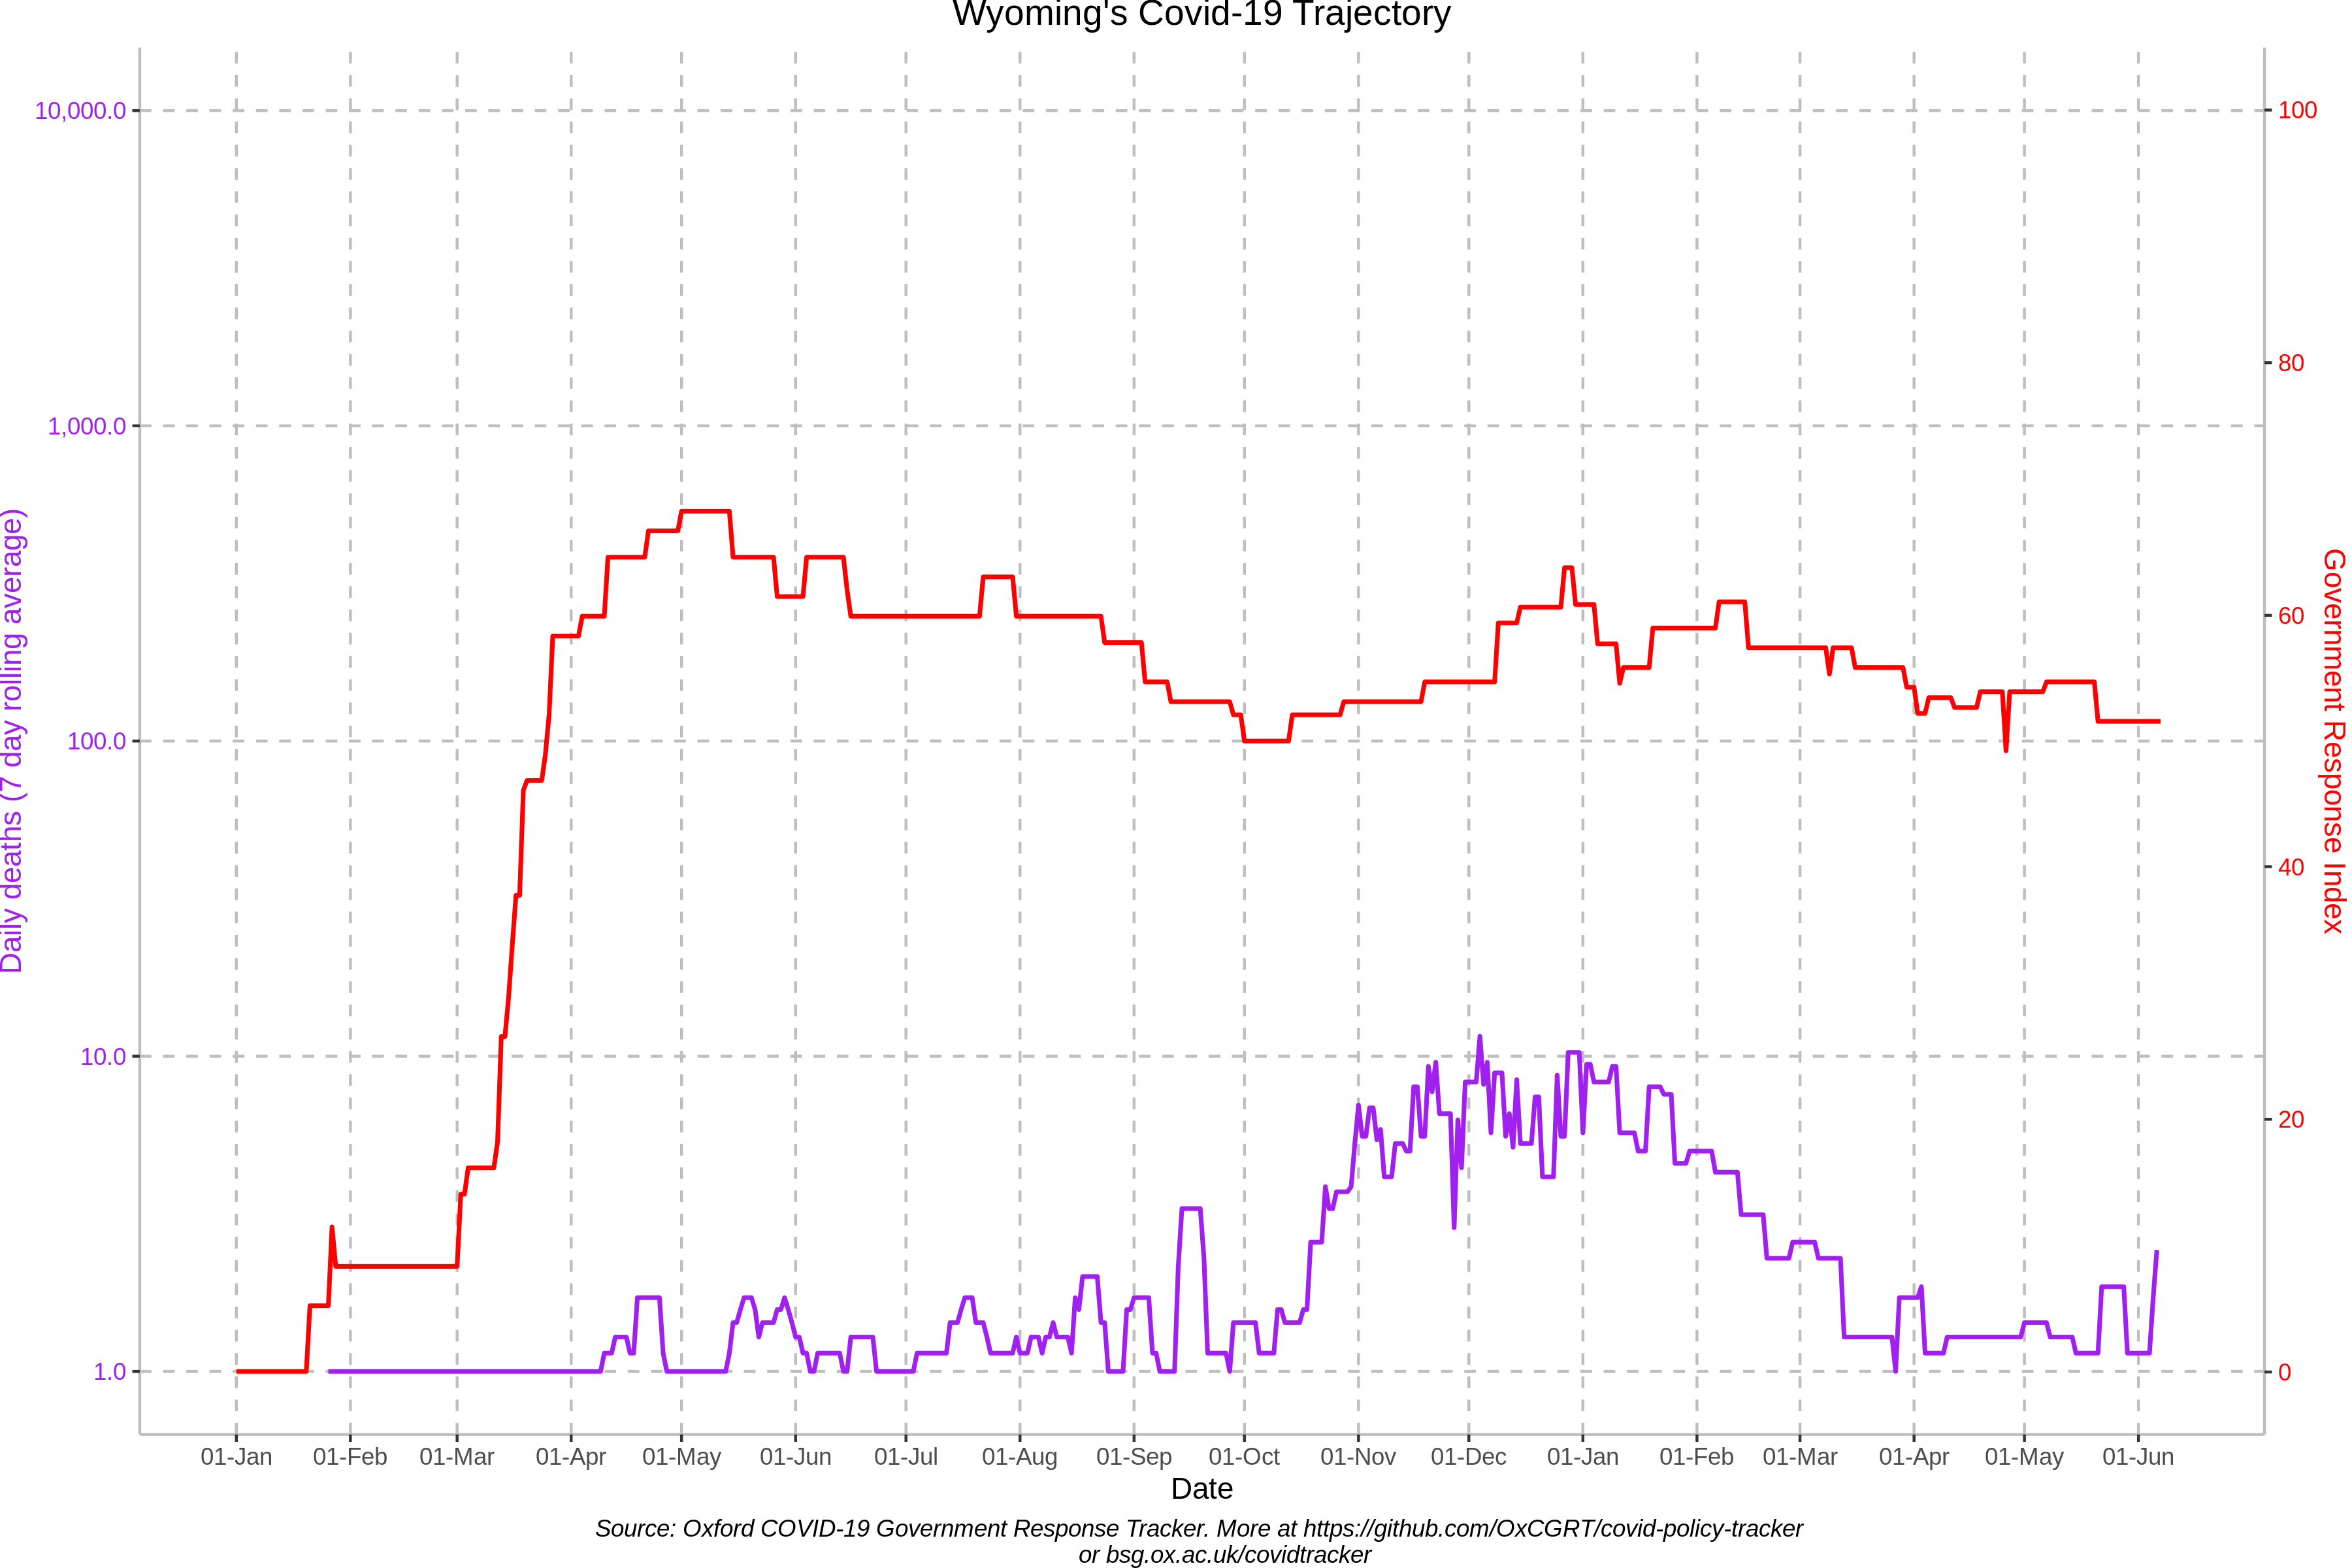 Wyoming's Covid-19 Trajectory
10,000.0
1,000.0
100.0
10.0
1.0
Daily deaths (7 day rolling average)
100
80
60
40
20
0
Government Response Index
01-Jan 01-Feb 01-Mar 01-Apr 01-May 01-Jun 01-Jul 01-Aug 01-Sep 01-Oct 01-Nov 01-Dec 01-Jan 01-Feb 01-Mar 01-Apr 01-May 01-Jun
Date
Source: Oxford COVID-19 Government Response Tracker. More at https://github.com/OxCGRT/covid-policy-tracker
or bsg.ox.ac.uk/covidtracker